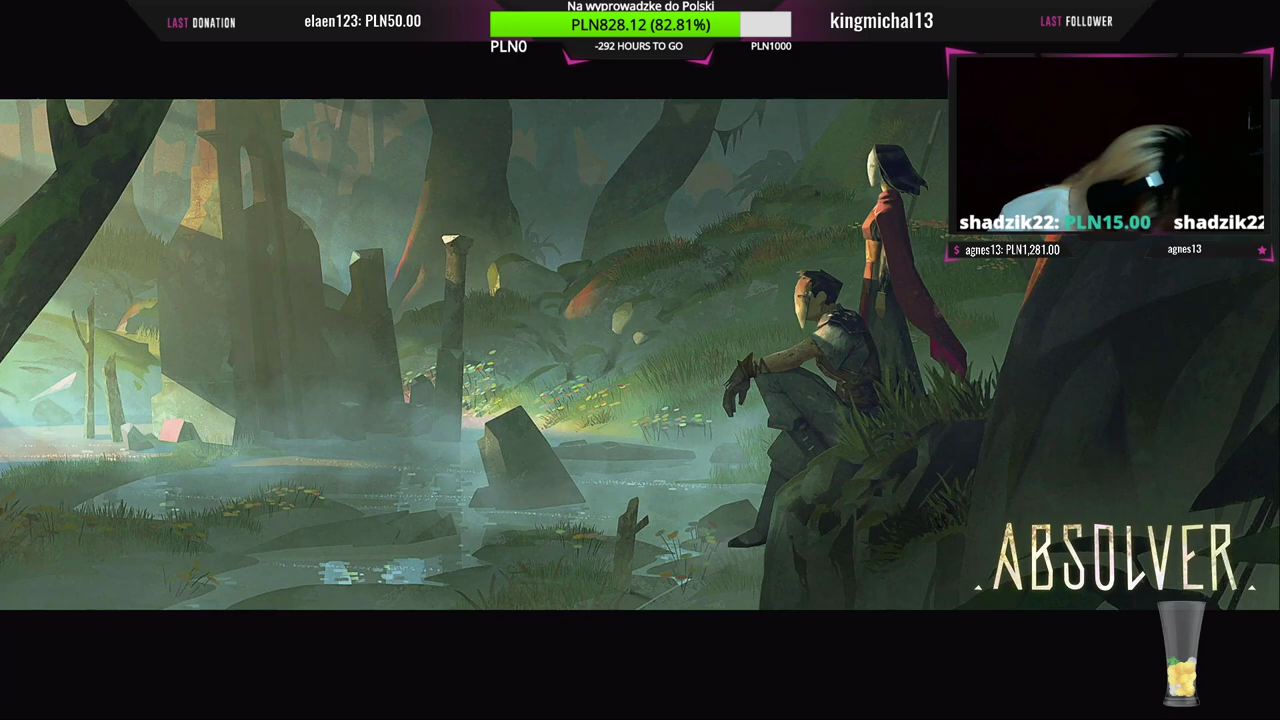 LAST DONATION
elaen123: PLN50.00
Na wyprowadzke do Polski
PLN828.12 (82.81%)
PLN0
-292 HOURS TO GO
PLN1000
kingmichal13
LAST FOLLOWER
shadzik22: PLN15.00 shadzik22
$ agnes13: PLN1,281.00
agnes13
ABSOLVER